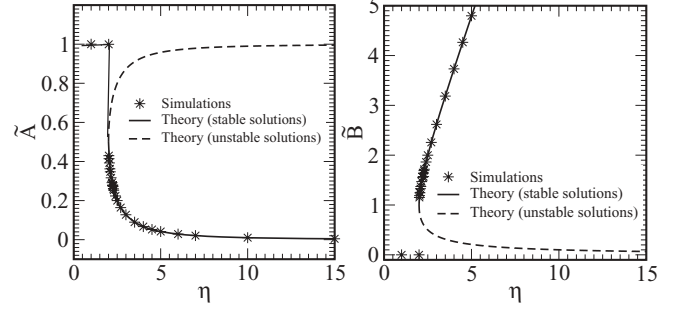 1
0.8
0.6
0.4
0.2
0
Ã
Simulations
Theory (stable solutions)
Theory (unstable solutions)
0 5 10 15
η
5
4
3
2
1
0
B̃
Simulations
Theory (stable solutions)
Theory (unstable solutions)
0 5 10 15
η